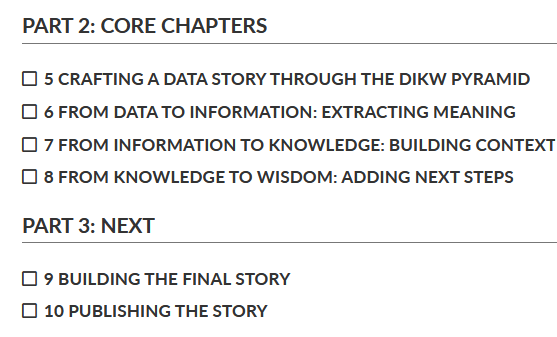 PART 2: CORE CHAPTERS
5 CRAFTING A DATA STORY THROUGH THE DIKW PYRAMID
6 FROM DATA TO INFORMATION: EXTRACTING MEANING
7 FROM INFORMATION TO KNOWLEDGE: BUILDING CONTEXT
8 FROM KNOWLEDGE TO WISDOM: ADDING NEXT STEPS
PART 3: NEXT
9 BUILDING THE FINAL STORY
10 PUBLISHING THE STORY